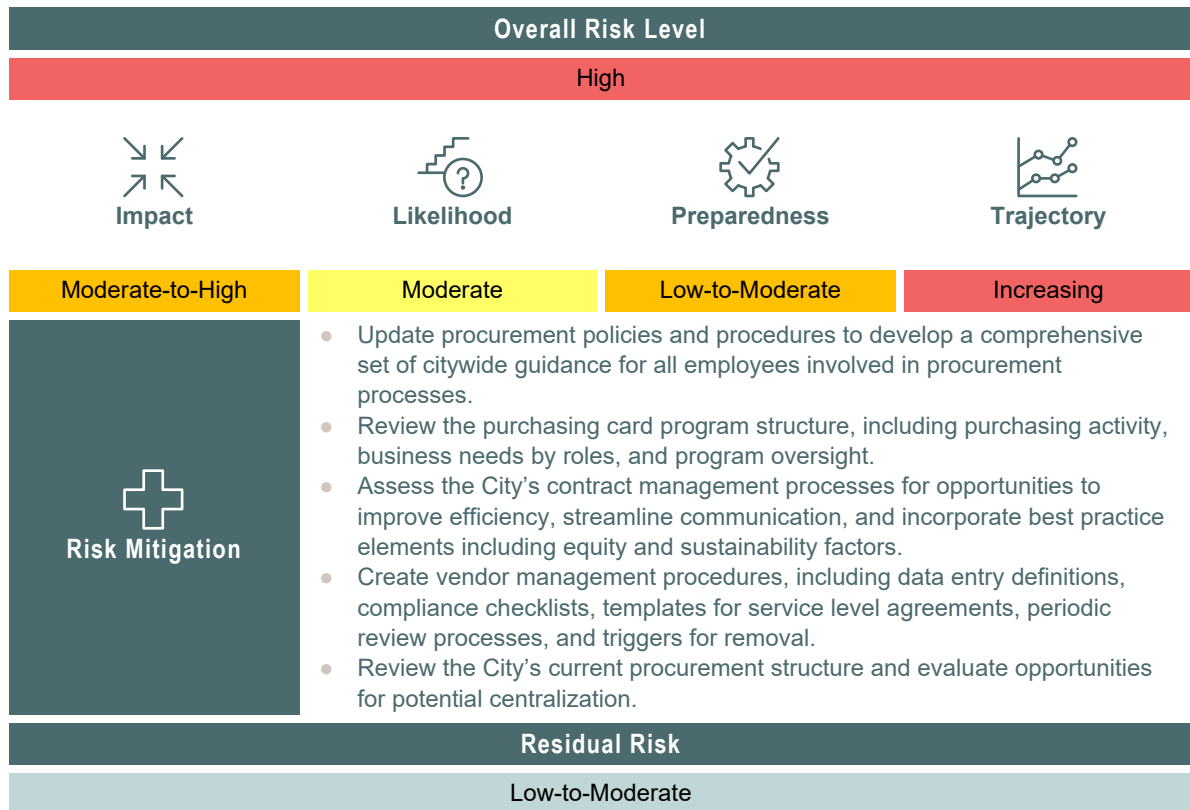 Overall Risk Level
High
?
Impact
Likelihood
Preparedness
Trajectory
Moderate-to-High
Moderate
Low-to-Moderate
Increasing
Risk Mitigation
● Update procurement policies and procedures to develop a comprehensive
set of citywide guidance for all employees involved in procurement
processes.
● Review the purchasing card program structure, including purchasing activity,
business needs by roles, and program oversight.
● Assess the City’s contract management processes for opportunities to
improve efficiency, streamline communication, and incorporate best practice
elements including equity and sustainability factors.
● Create vendor management procedures, including data entry definitions,
compliance checklists, templates for service level agreements, periodic
review processes, and triggers for removal.
● Review the City’s current procurement structure and evaluate opportunities
for potential centralization.
Residual Risk
Low-to-Moderate